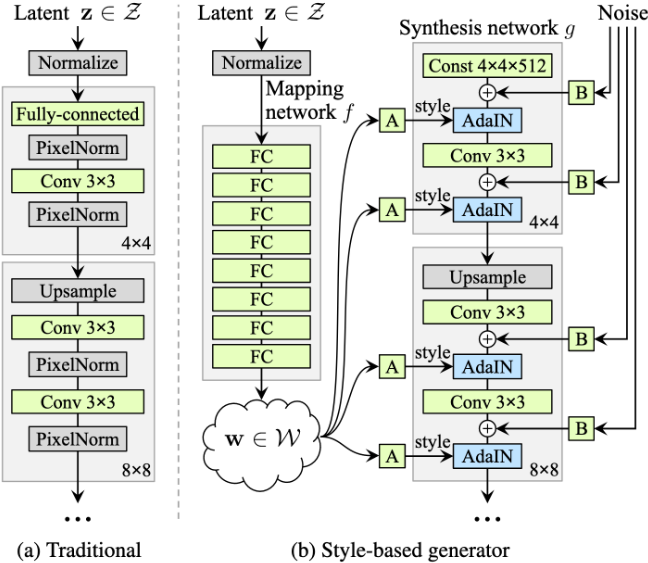 Latent z ∈ 𝒵
Normalize
Fully-connected
PixelNorm
Conv 3×3
PixelNorm
4×4
Upsample
Conv 3×3
PixelNorm
Conv 3×3
PixelNorm
8×8
...
(a) Traditional
Latent z ∈ 𝒵
Normalize
Mapping
network f
FC
FC
FC
FC
FC
FC
FC
FC
w ∈ 𝒲
A
style
A
style
A
style
A
style
Synthesis network g
Noise
Const 4×4×512
+
B
AdaIN
Conv 3×3
+
B
AdaIN
4×4
Upsample
Conv 3×3
+
B
AdaIN
Conv 3×3
+
B
AdaIN
8×8
...
(b) Style-based generator